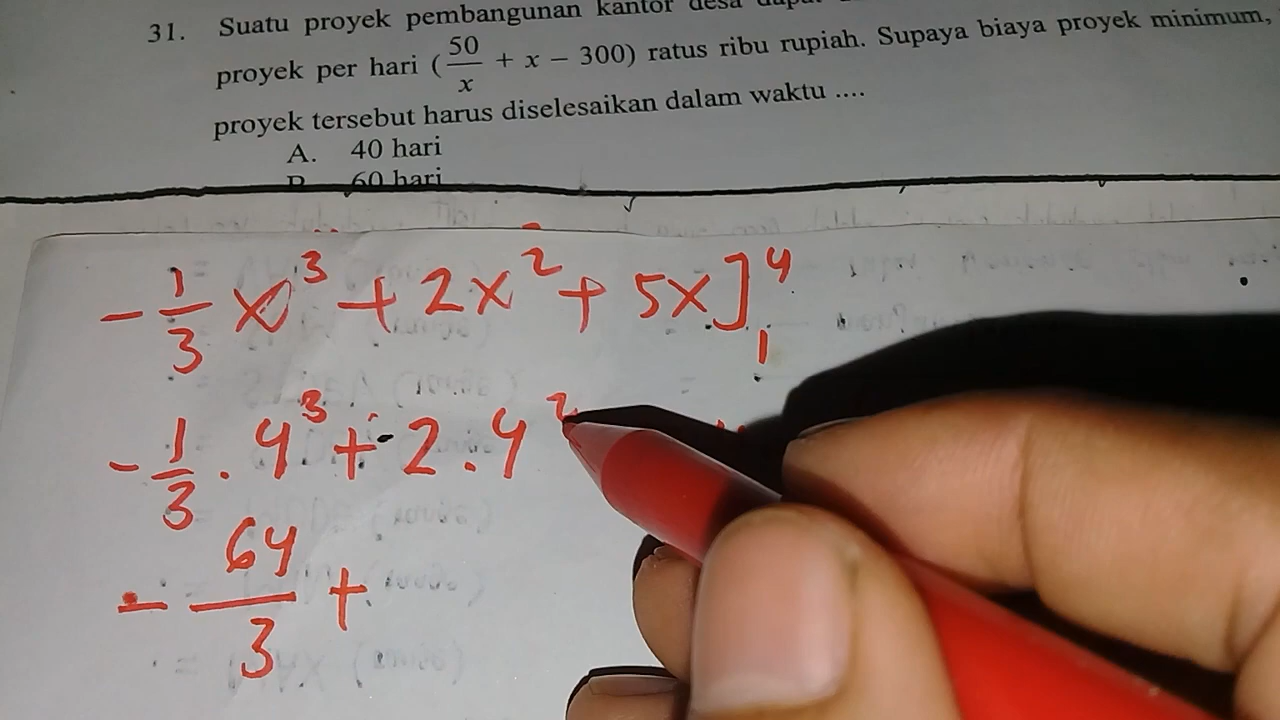 31. Suatu proyek pembangunan kantor desa
proyek per hari (50/x + x − 300) ratus ribu rupiah. Supaya biaya proyek minimum,
proyek tersebut harus diselesaikan dalam waktu ....
A. 40 hari
60 hari
- 1/3 x³ + 2x² + 5x]⁴₁
- 1/3 . 4³ + 2 . 4²
- 64/3 +